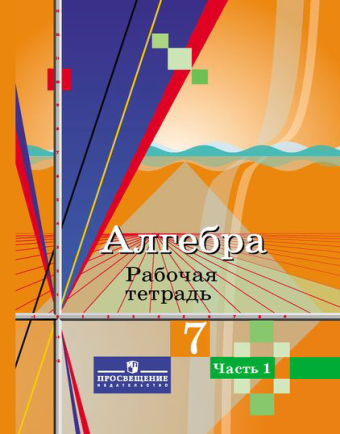 Алгебра
Рабочая
тетрадь
7
Часть 1
ПРОСВЕЩЕНИЕ
ИЗДАТЕЛЬСТВО